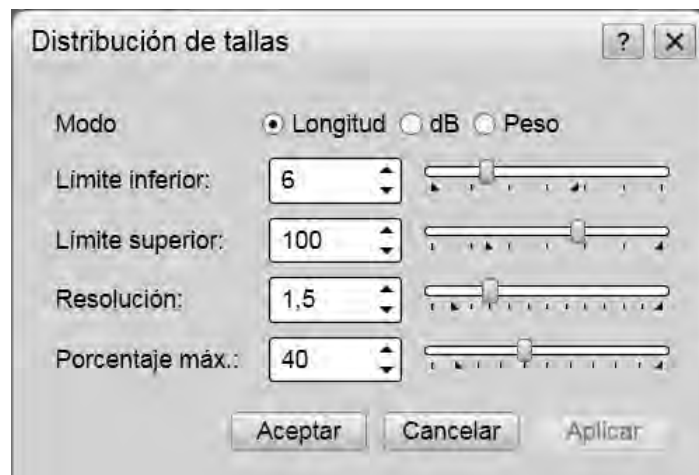 Distribución de tallas ? ×
Modo Longitud dB Peso
Límite inferior: 6
Límite superior: 100
Resolución: 1,5
Porcentaje máx.: 40
Aceptar Cancelar Aplicar